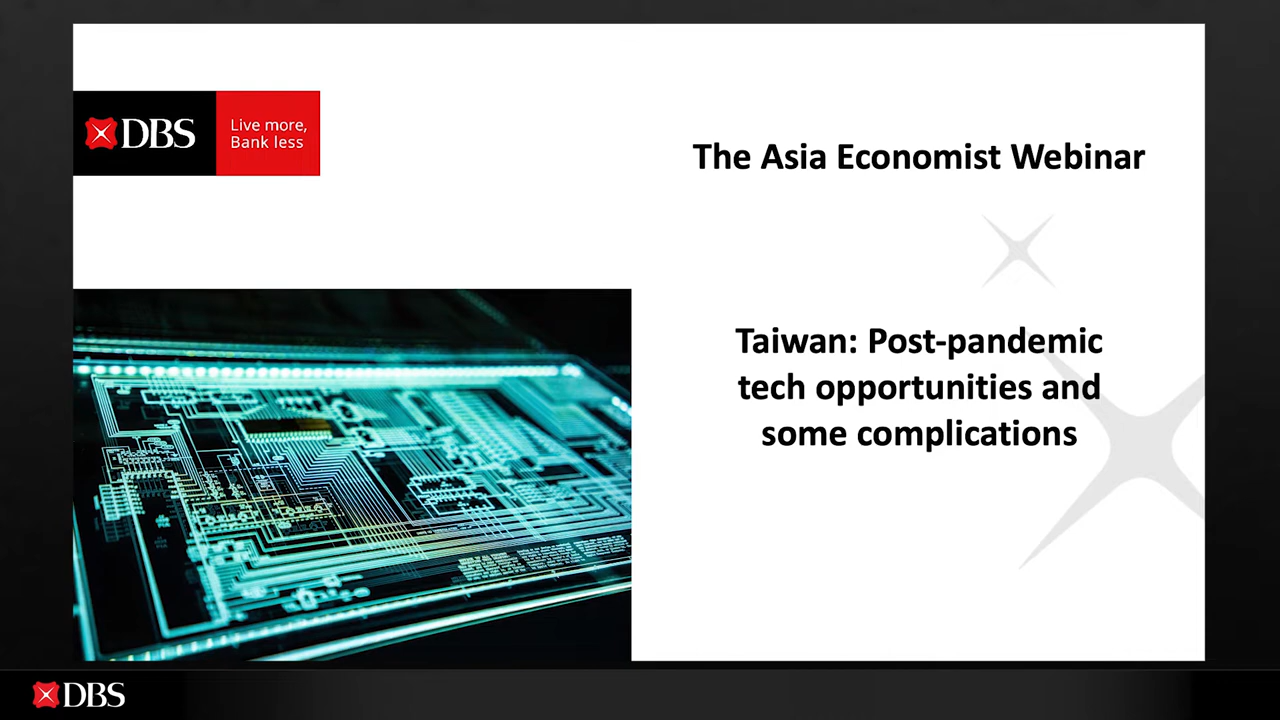 DBS
Live more,
Bank less
The Asia Economist Webinar
Taiwan: Post-pandemic
tech opportunities and
some complications
DBS